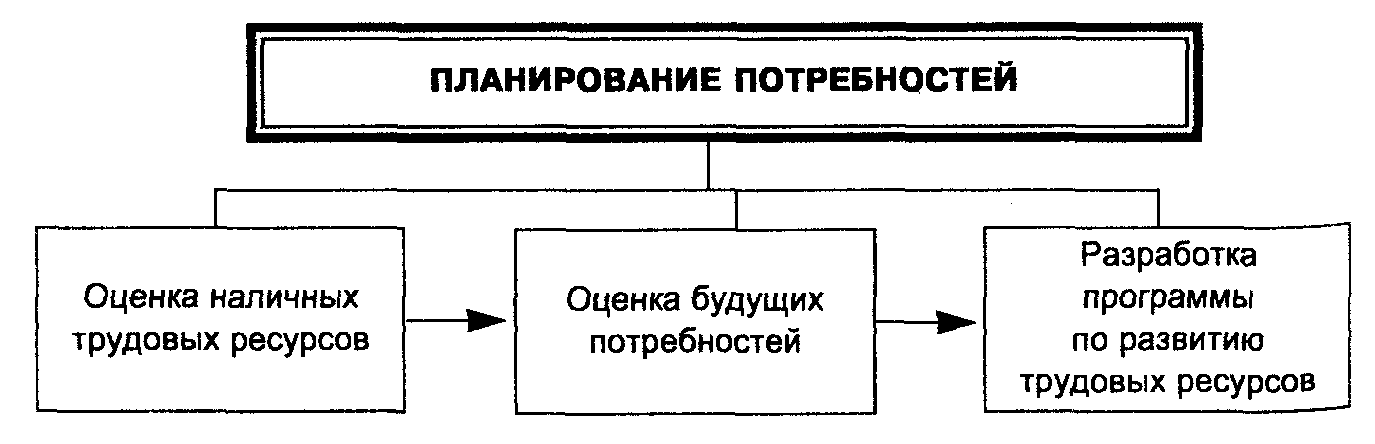 ПЛАНИРОВАНИЕ ПОТРЕБНОСТЕЙ
Оценка наличных
трудовых ресурсов
Оценка будущих
потребностей
Разработка
программы
по развитию
трудовых ресурсов